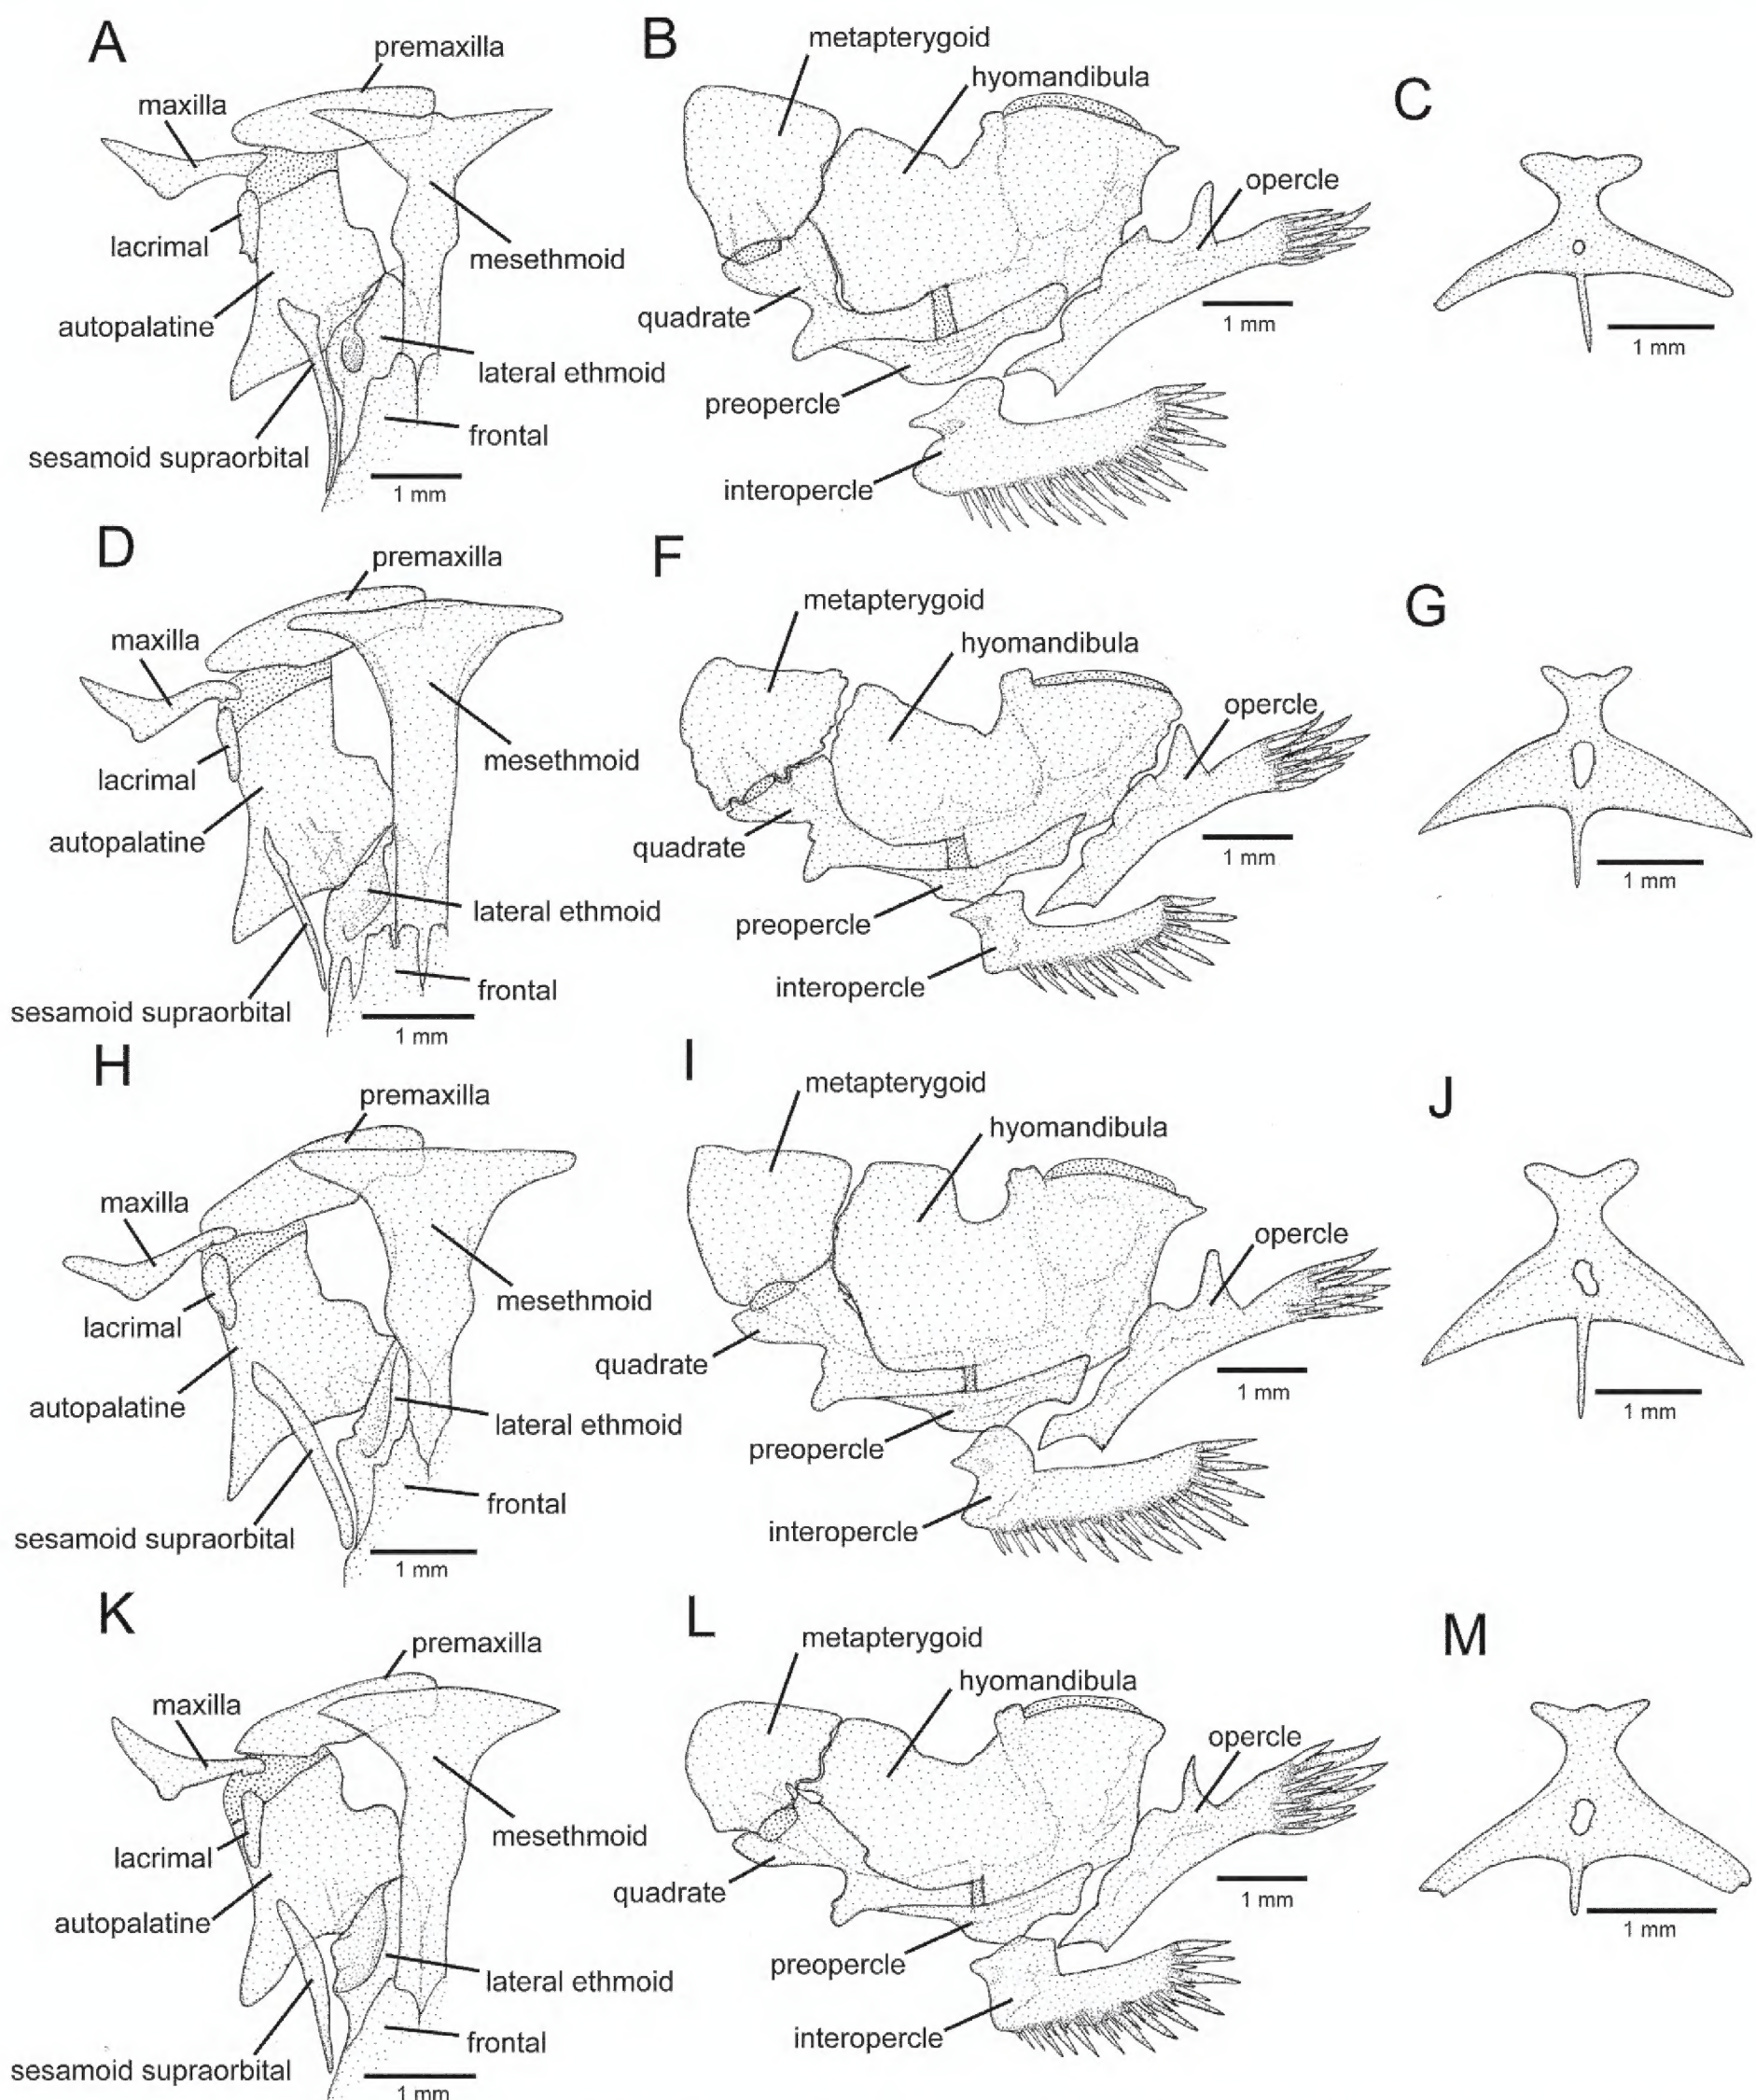 A
premaxilla
maxilla
lacrimal
mesethmoid
autopalatine
lateral ethmoid
frontal
sesamoid supraorbital
1 mm
B
metapterygoid
hyomandibula
opercle
quadrate
1 mm
preopercle
interopercle
C
1 mm
D
premaxilla
maxilla
mesethmoid
lacrimal
autopalatine
lateral ethmoid
frontal
sesamoid supraorbital
1 mm
F
metapterygoid
hyomandibula
opercle
quadrate
1 mm
preopercle
interopercle
G
1 mm
H
premaxilla
maxilla
mesethmoid
lacrimal
autopalatine
lateral ethmoid
frontal
sesamoid supraorbital
1 mm
I
metapterygoid
hyomandibula
opercle
quadrate
1 mm
preopercle
interopercle
J
1 mm
K
premaxilla
maxilla
mesethmoid
lacrimal
autopalatine
lateral ethmoid
frontal
sesamoid supraorbital
1 mm
L
metapterygoid
hyomandibula
opercle
quadrate
1 mm
preopercle
interopercle
M
1 mm